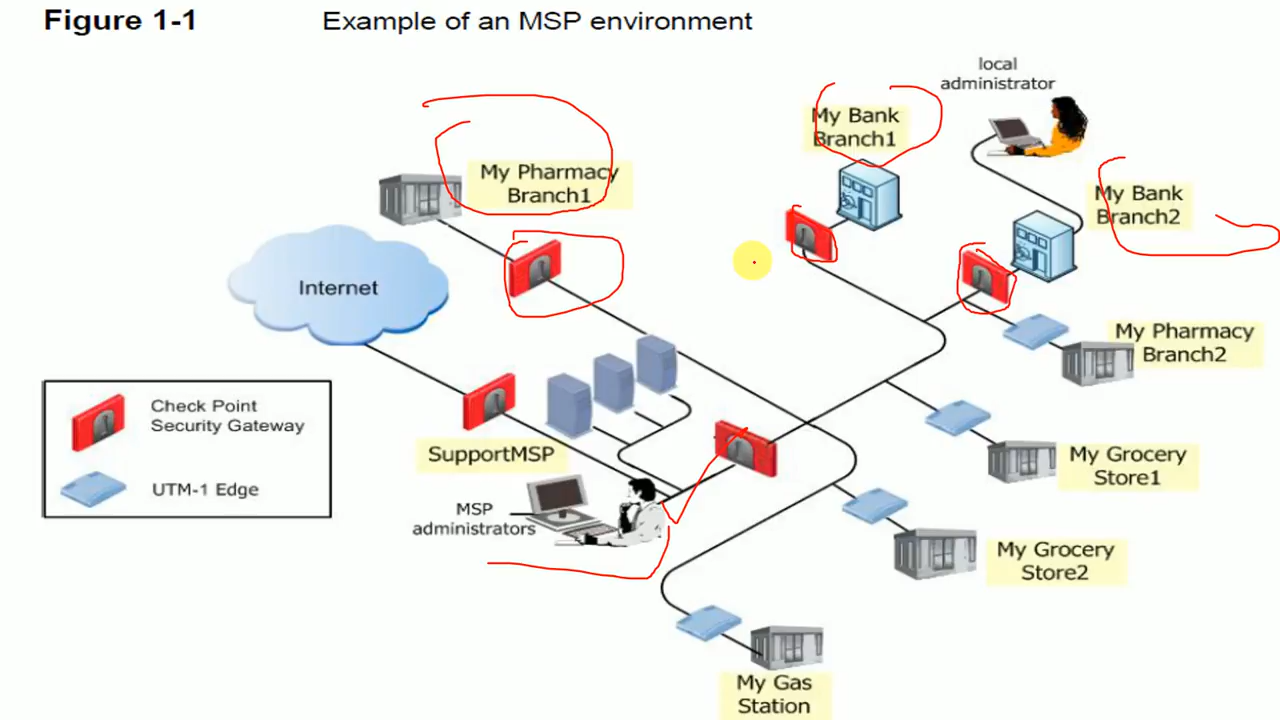 Figure 1-1 Example of an MSP environment
local
administrator
My Bank
Branch1
My Pharmacy
Branch1
My Bank
Branch2
Internet
My Pharmacy
Branch2
Check Point
Security Gateway
SupportMSP
My Grocery
Store1
UTM-1 Edge
MSP
administrators
My Grocery
Store2
My Gas
Station